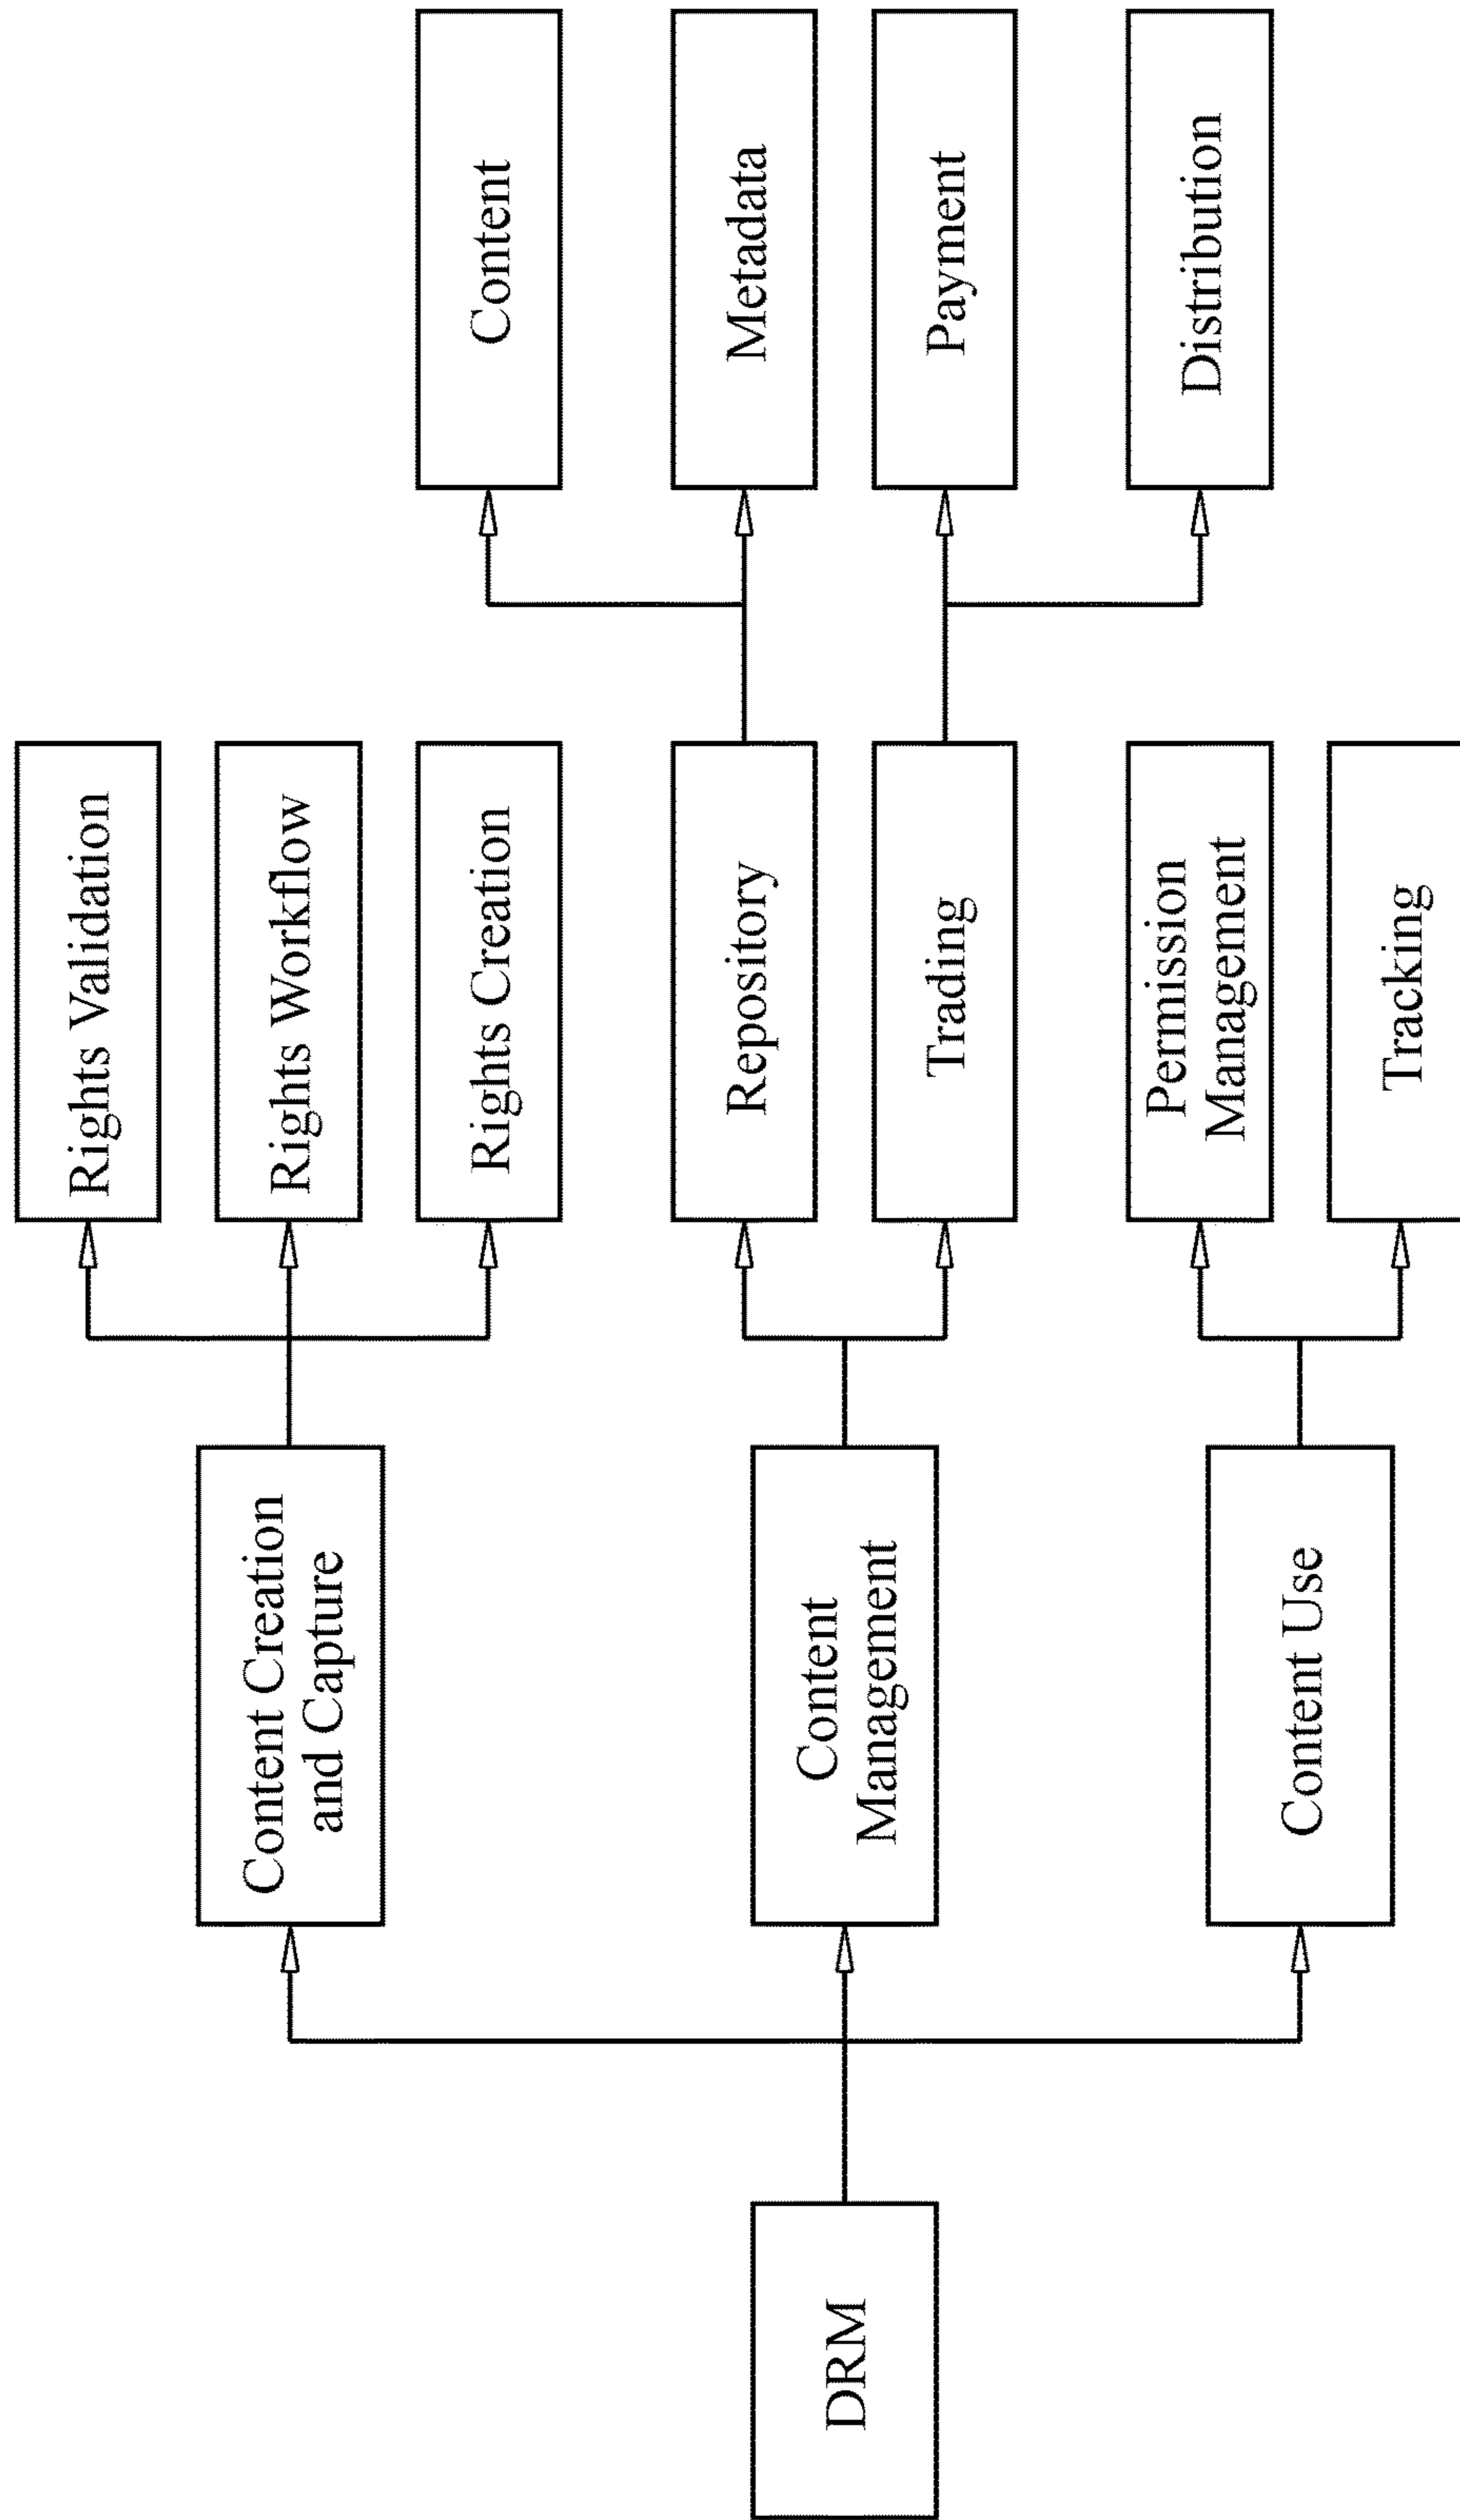 DRM
Content Creation
and Capture
Content
Management
Content Use
Rights Validation
Rights Workflow
Rights Creation
Repository
Trading
Permission
Management
Tracking
Content
Metadata
Payment
Distribution